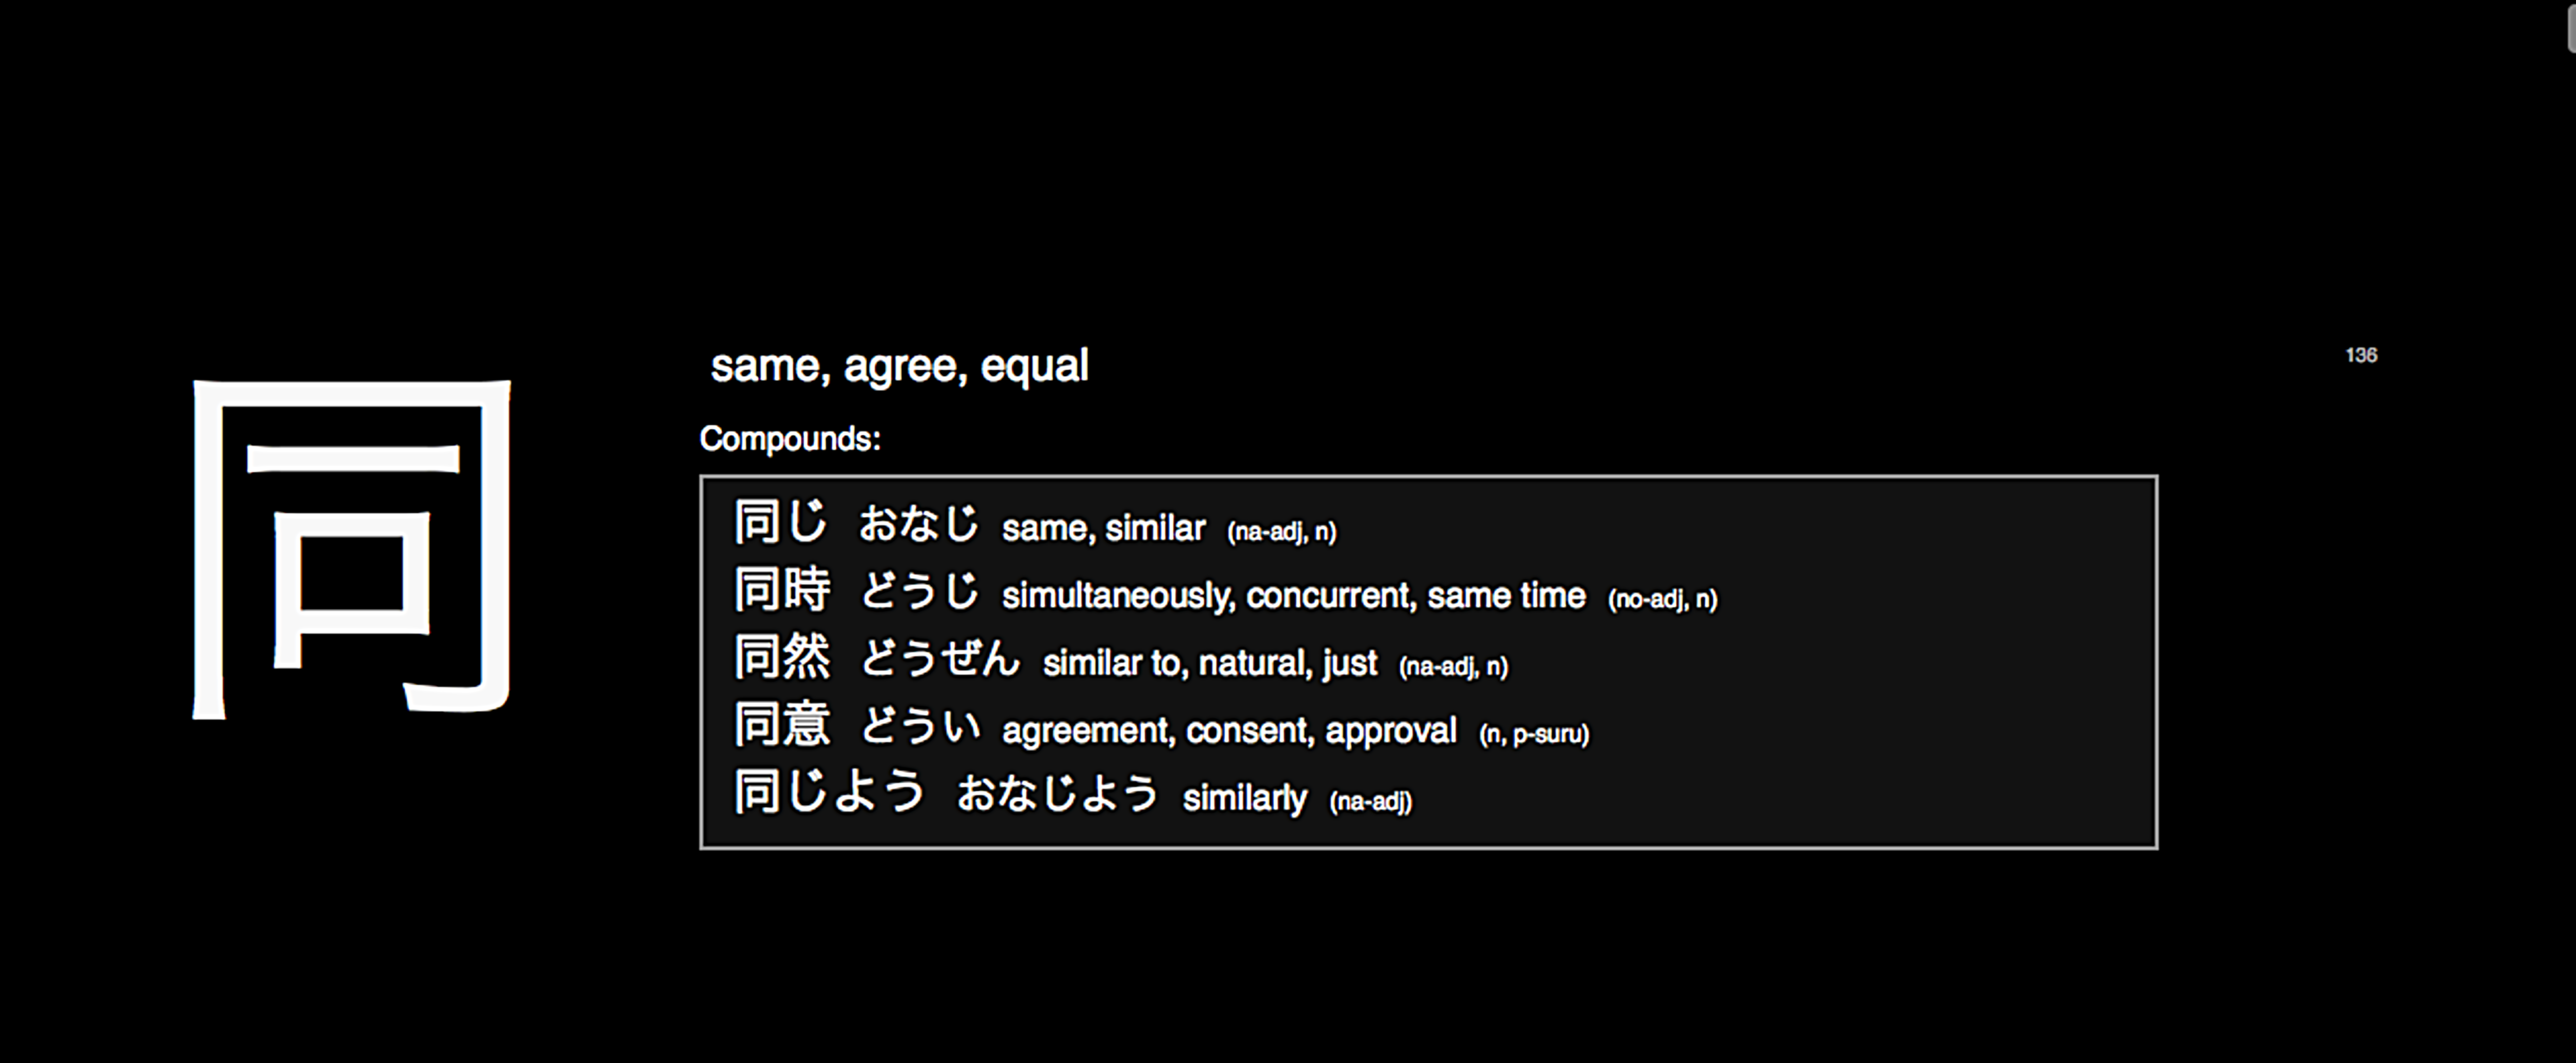 同
same, agree, equal
136
Compounds:
同じ おなじ same, similar (na-adj, n)
同時 どうじ simultaneously, concurrent, same time (no-adj, n)
同然 どうぜん similar to, natural, just (na-adj, n)
同意 どうい agreement, consent, approval (n, p-suru)
同じよう おなじよう similarly (na-adj)